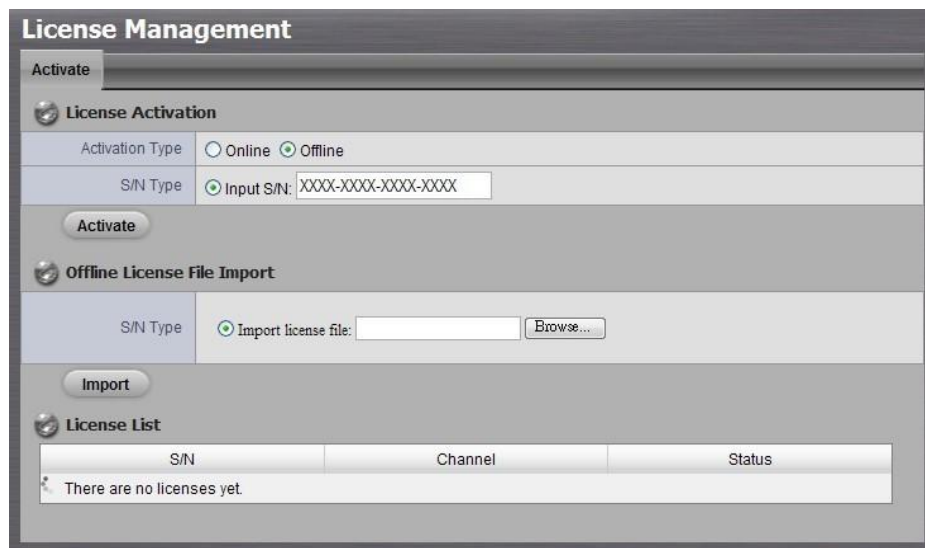 License Management
Activate
License Activation
Activation Type Online Offline
S/N Type Input S/N: XXXX-XXXX-XXXX-XXXX
Activate
Offline License File Import
S/N Type Import license file: Browse...
Import
License List
S/N Channel Status
There are no licenses yet.